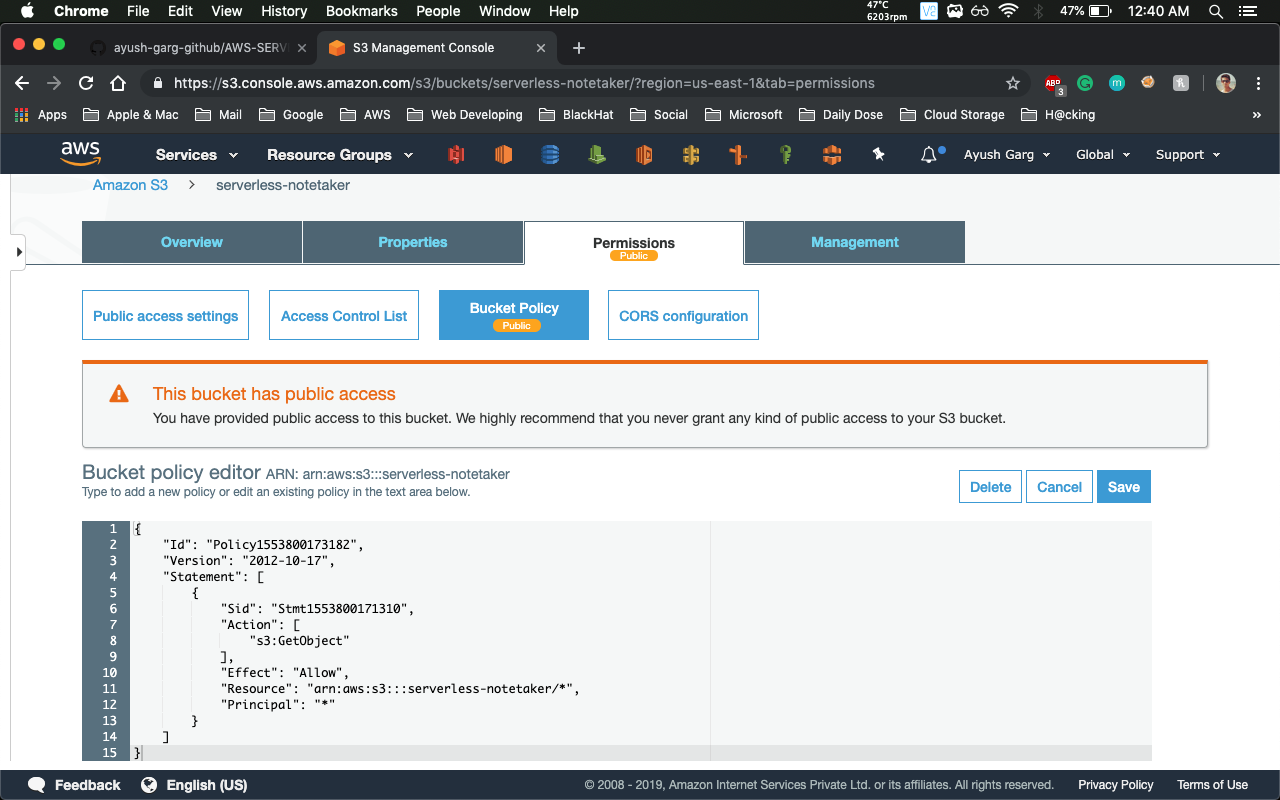 Chrome File Edit View History Bookmarks People Window Help 47°C 6203rpm V2 47% 12:40 AM
ayush-garg-github/AWS-SERV S3 Management Console
https://s3.console.aws.amazon.com/s3/buckets/serverless-notetaker/?region=us-east-1&tab=permissions ABP 3 m
Apps Apple & Mac Mail Google AWS Web Developing BlackHat Social Microsoft Daily Dose Cloud Storage H@cking »
aws Services Resource Groups Ayush Garg Global Support
Amazon S3 > serverless-notetaker
Overview Properties Permissions Management
Public
Public access settings Access Control List Bucket Policy CORS configuration
Public
This bucket has public access
You have provided public access to this bucket. We highly recommend that you never grant any kind of public access to your S3 bucket.
Bucket policy editor ARN: arn:aws:s3:::serverless-notetaker
Type to add a new policy or edit an existing policy in the text area below.
Delete Cancel Save
1 {
2 "Id": "Policy1553800173182",
3 "Version": "2012-10-17",
4 "Statement": [
5 {
6 "Sid": "Stmt1553800171310",
7 "Action": [
8 "s3:GetObject"
9 ],
10 "Effect": "Allow",
11 "Resource": "arn:aws:s3:::serverless-notetaker/*",
12 "Principal": "*"
13 }
14 ]
15 }
Feedback English (US) © 2008 - 2019, Amazon Internet Services Private Ltd. or its affiliates. All rights reserved. Privacy Policy Terms of Use